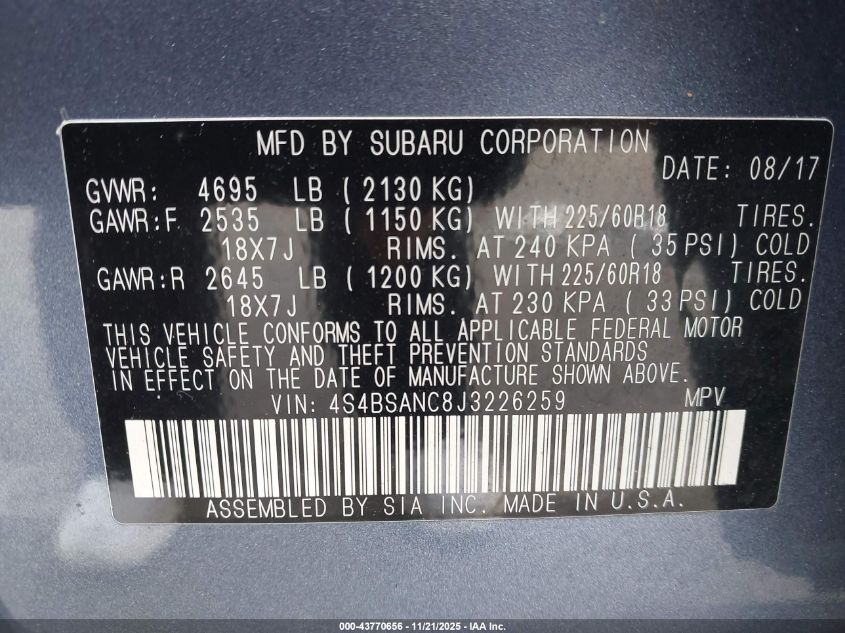 MFD BY SUBARU CORPORATION
DATE: 08/17
GVWR: 4695 LB ( 2130 KG)
GAWR:F 2535 LB ( 1150 KG) WITH 225/60R18 TIRES.
18X7J RIMS. AT 240 KPA ( 35 PSI) COLD
GAWR:R 2645 LB ( 1200 KG) WITH 225/60R18 TIRES.
18X7J RIMS. AT 230 KPA ( 33 PSI) COLD
THIS VEHICLE CONFORMS TO ALL APPLICABLE FEDERAL MOTOR
VEHICLE SAFETY AND THEFT PREVENTION STANDARDS
IN EFFECT ON THE DATE OF MANUFACTURE SHOWN ABOVE.
VIN: 4S4BSANC8J3226259 MPV
ASSEMBLED BY SIA INC. MADE IN U.S.A.
000-43770656 - 11/21/2025 - IAA Inc.